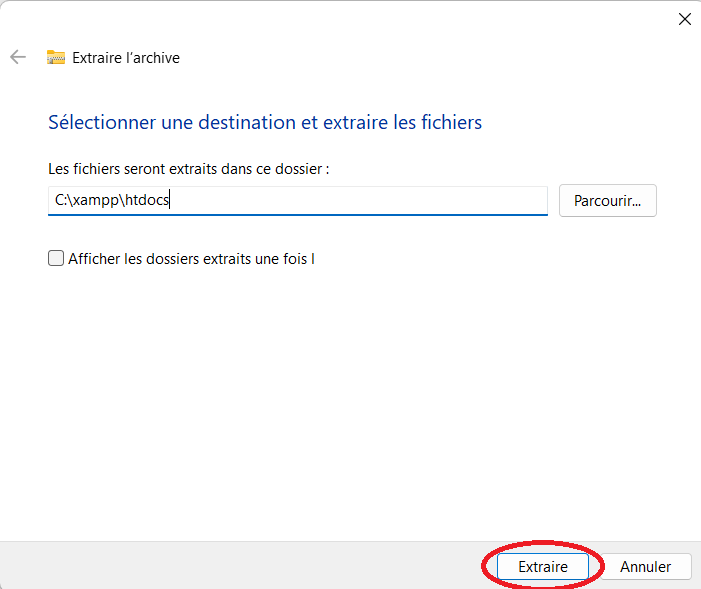 Extraire l’archive
Sélectionner une destination et extraire les fichiers
Les fichiers seront extraits dans ce dossier :
C:\xampp\htdocs
Parcourir...
Afficher les dossiers extraits une fois l
Extraire
Annuler